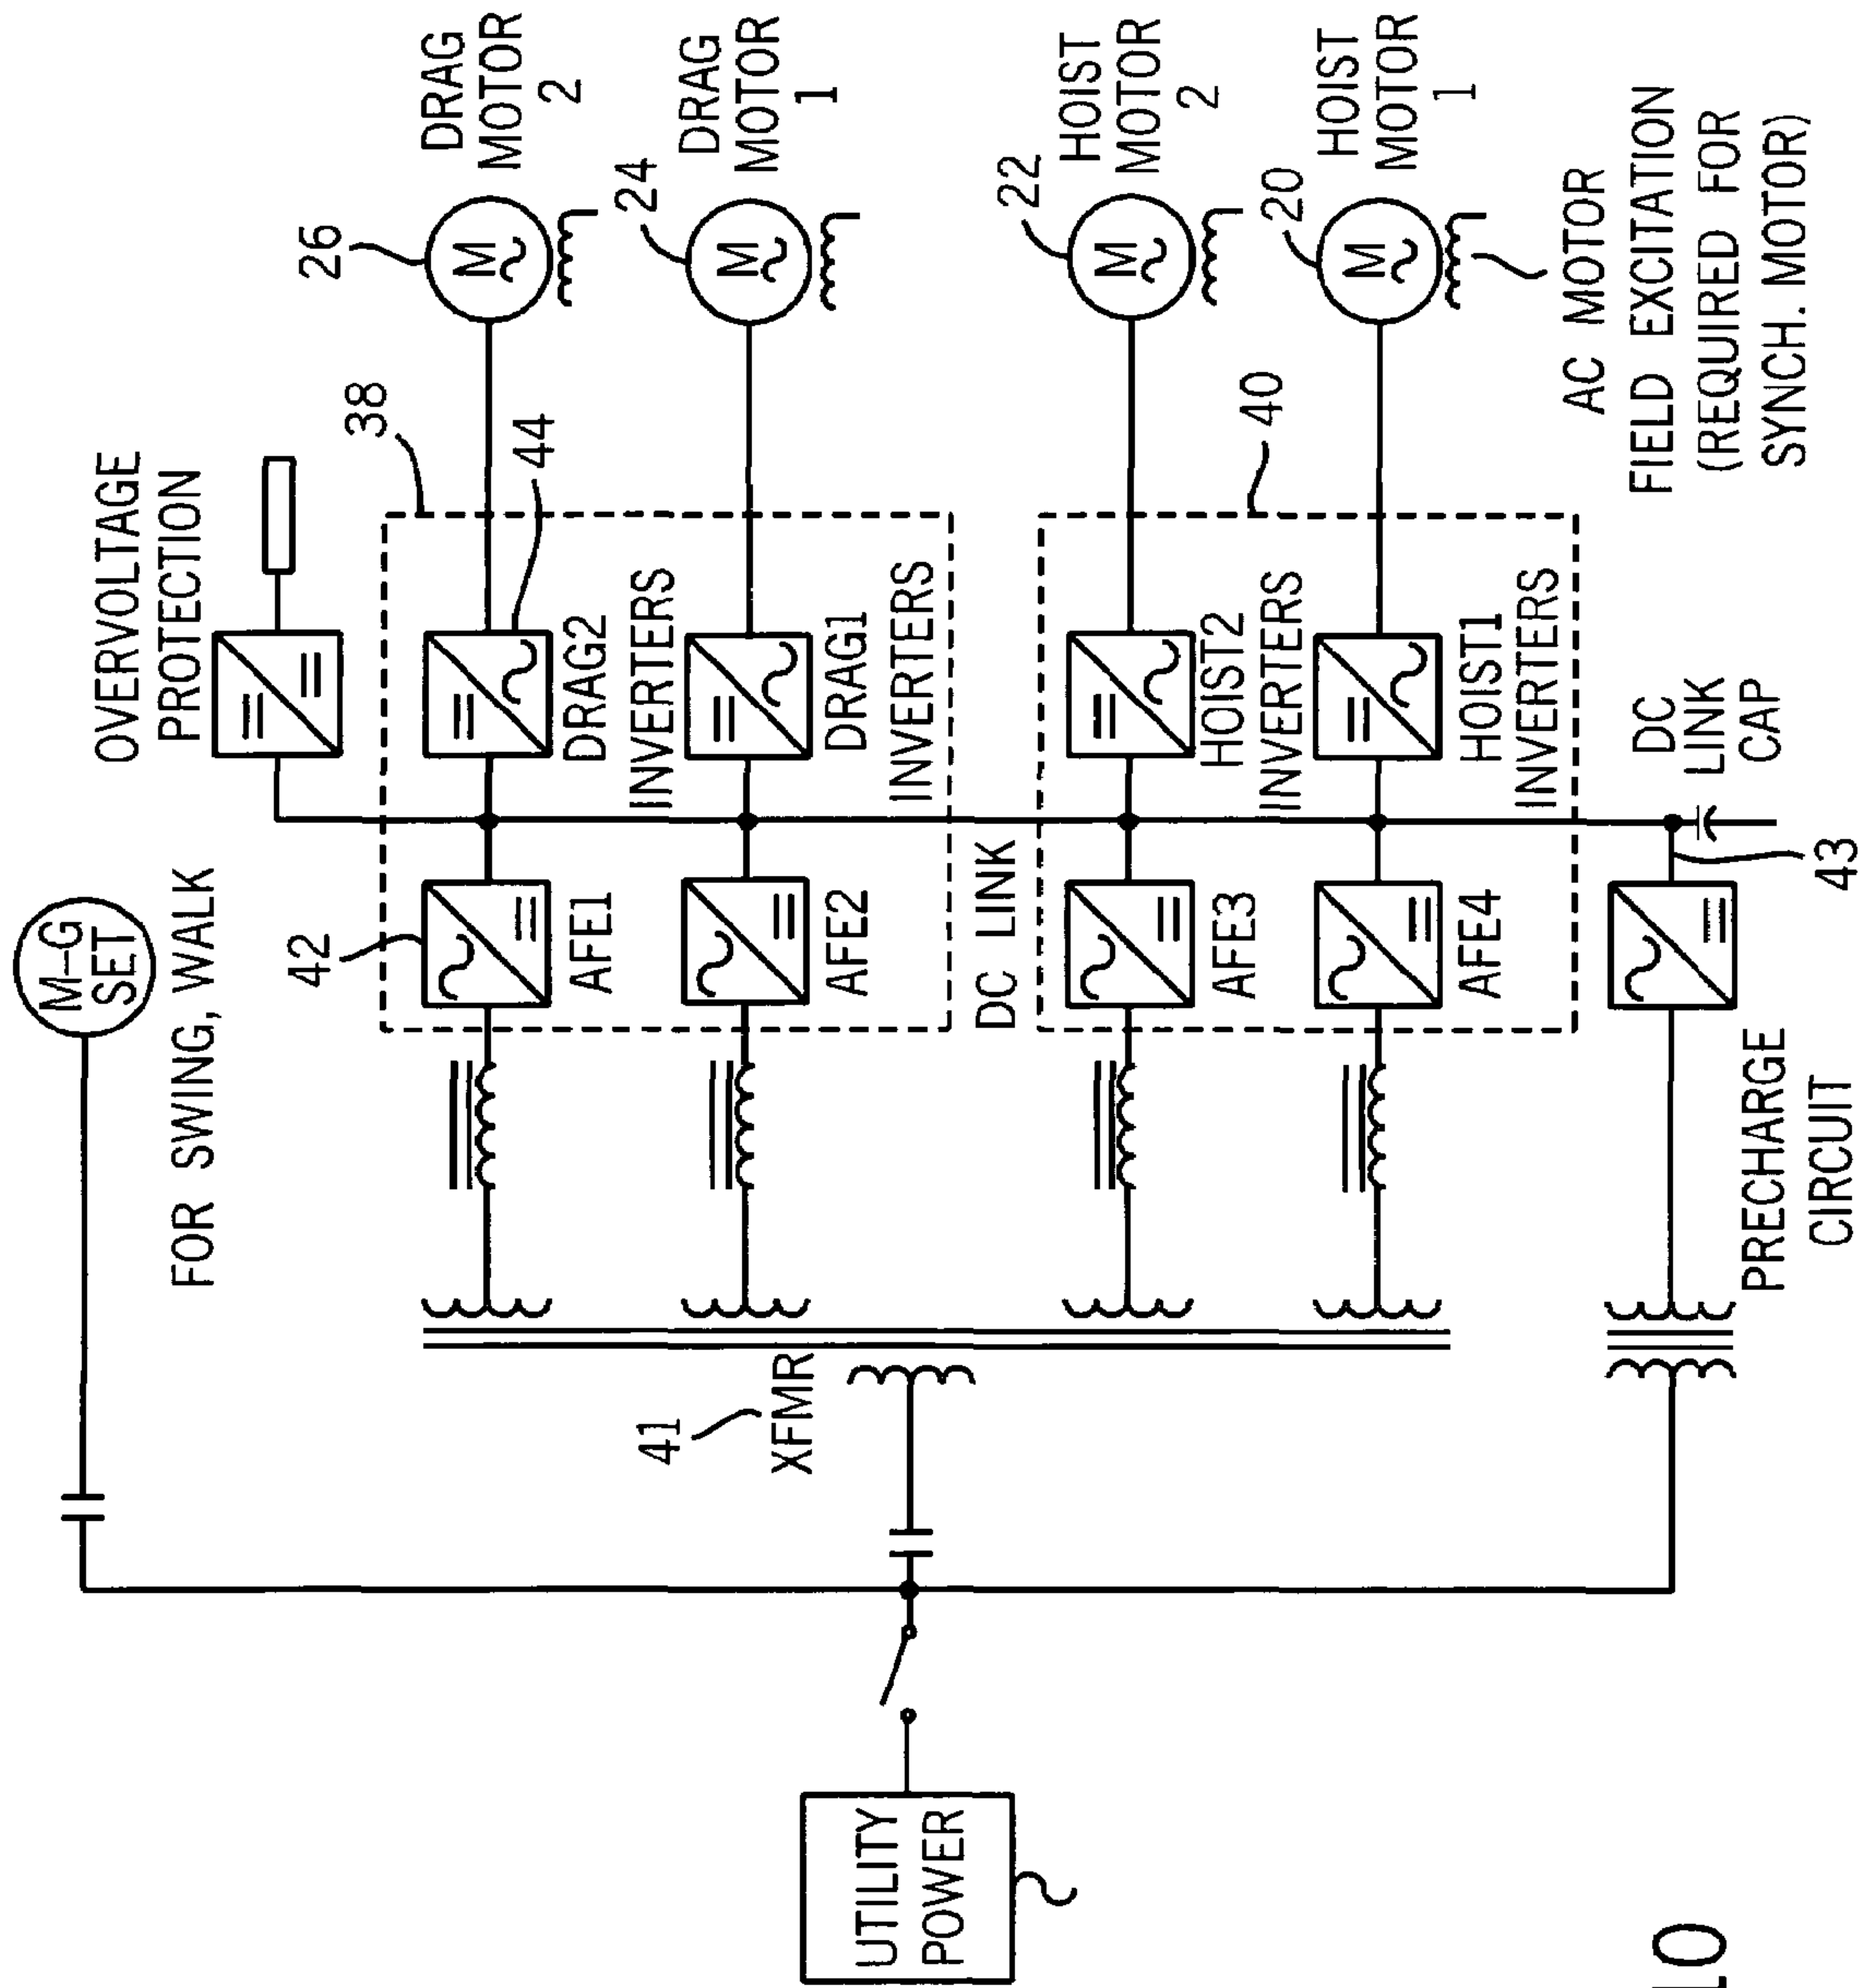 M-G
SET
FOR SWING, WALK
OVERVOLTAGE
PROTECTION
38
26
DRAG
MOTOR
2
42
AFE1
44
DRAG2
INVERTERS
24
DRAG
MOTOR
1
AFE2
DRAG1
INVERTERS
41
XFMR
UTILITY
POWER
DC LINK
22
HOIST
MOTOR
2
AFE3
HOIST2
INVERTERS
40
20
HOIST
MOTOR
1
AFE4
HOIST1
INVERTERS
AC MOTOR
FIELD EXCITATION
(REQUIRED FOR
SYNCH. MOTOR)
DC
LINK
CAP
43
PRECHARGE
CIRCUIT
10